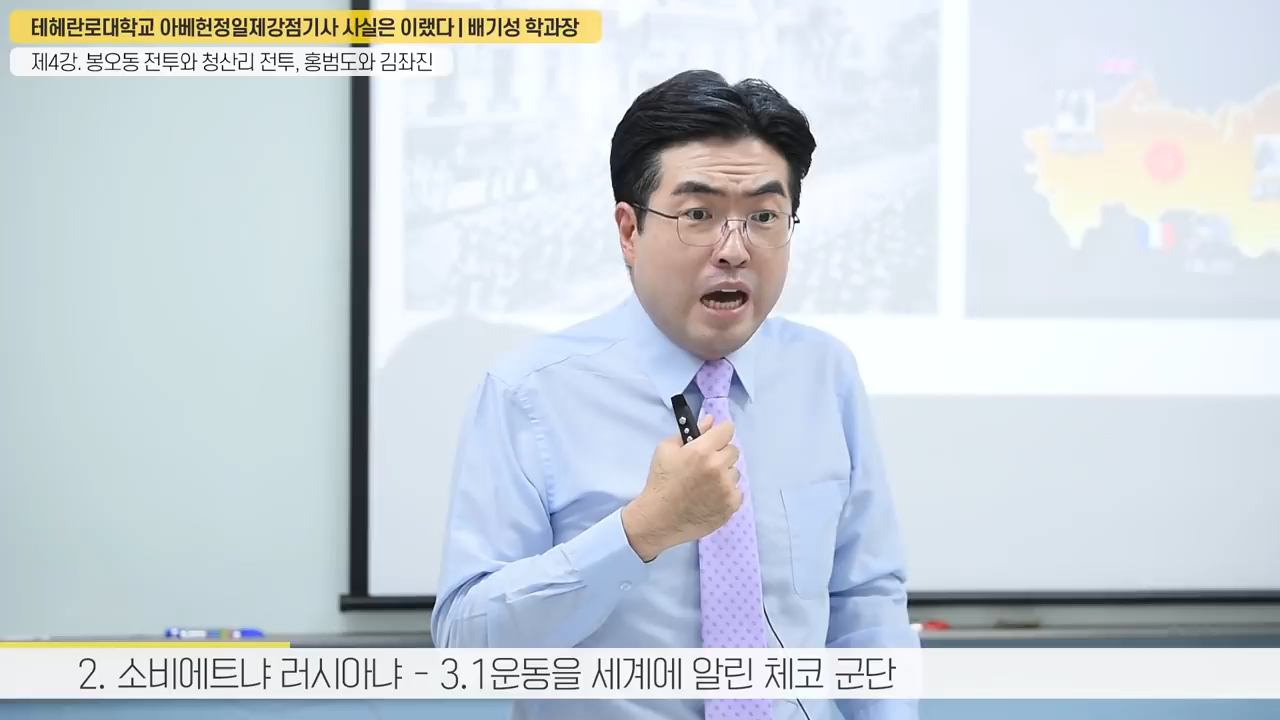 테헤란로대학교 아베헌정일제강점기사 사실은 이랬다 | 배기성 학과장
제4강. 봉오동 전투와 청산리 전투, 홍범도와 김좌진
2. 소비에트냐 러시아냐 - 3.1운동을 세계에 알린 체코 군단